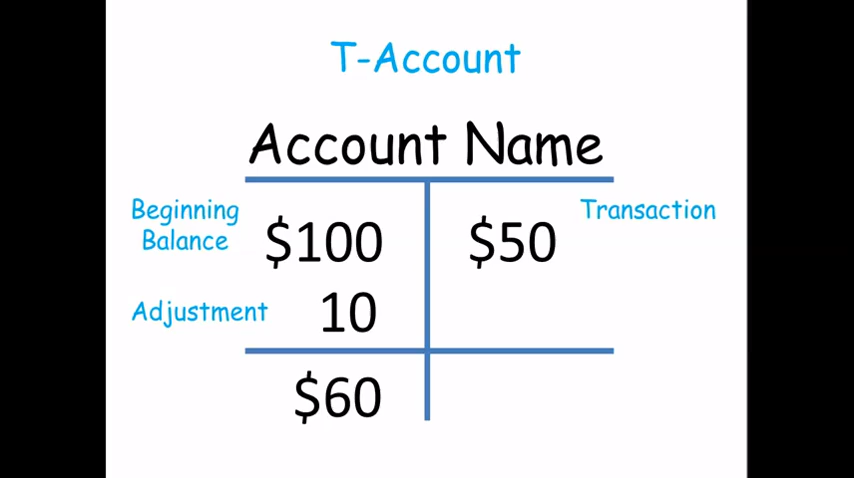 T-Account
Account Name
Beginning
Balance
$100
$50
Transaction
Adjustment
10
$60